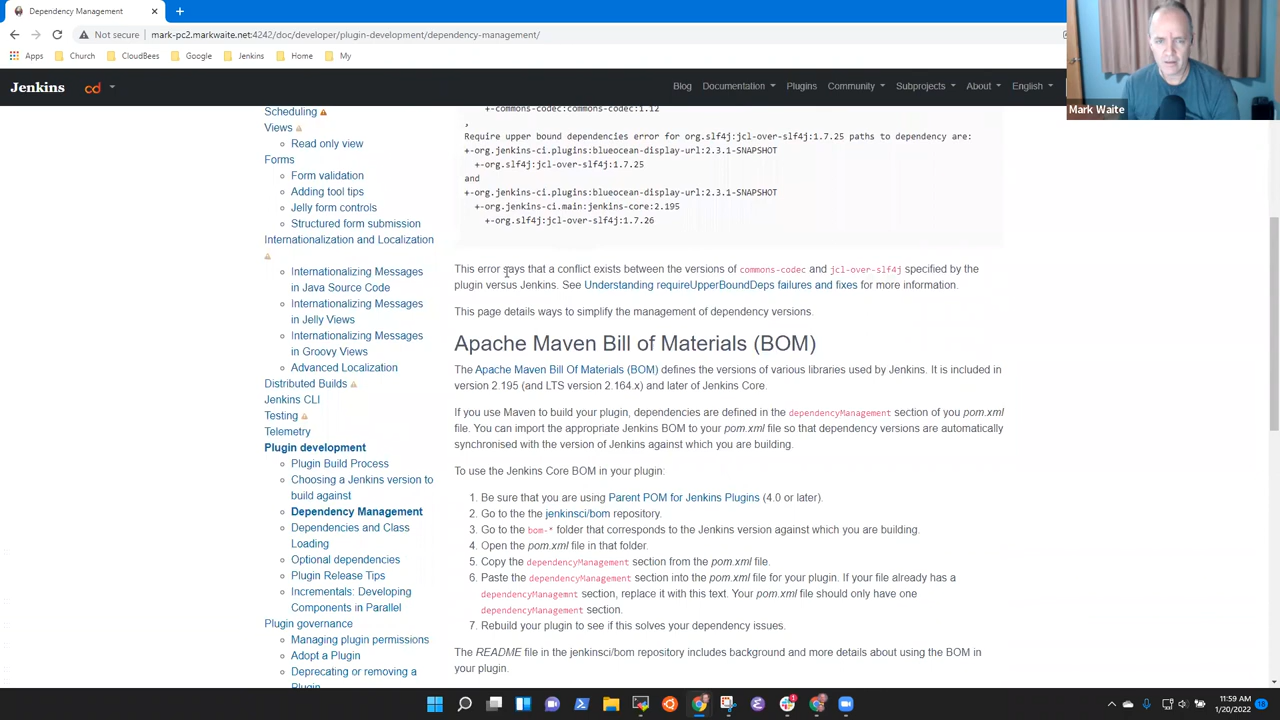 Dependency Management
Not secure
mark-pc2.markwaite.net:4242/doc/developer/plugin-development/dependency-management/
Apps
Church
CloudBees
Google
Jenkins
Home
My
Mark Waite
Jenkins
cd
Blog
Documentation
Plugins
Community
Subprojects
About
English
Scheduling
Views
Read only view
Forms
Form validation
Adding tool tips
Jelly form controls
Structured form submission
Internationalization and Localization
Internationalizing Messages
in Java Source Code
Internationalizing Messages
in Jelly Views
Internationalizing Messages
in Groovy Views
Advanced Localization
Distributed Builds
Jenkins CLI
Testing
Telemetry
Plugin development
Plugin Build Process
Choosing a Jenkins version to
build against
Dependency Management
Dependencies and Class
Loading
Optional dependencies
Plugin Release Tips
Incrementals: Developing
Components in Parallel
Plugin governance
Managing plugin permissions
Adopt a Plugin
Deprecating or removing a
Plugin
+-commons-codec:commons-codec:1.12
,
Require upper bound dependencies error for org.slf4j:jcl-over-slf4j:1.7.25 paths to dependency are:
+-org.jenkins-ci.plugins:blueocean-display-url:2.3.1-SNAPSHOT
+-org.slf4j:jcl-over-slf4j:1.7.25
and
+-org.jenkins-ci.plugins:blueocean-display-url:2.3.1-SNAPSHOT
+-org.jenkins-ci.main:jenkins-core:2.195
+-org.slf4j:jcl-over-slf4j:1.7.26
This error says that a conflict exists between the versions of commons-codec and jcl-over-slf4j specified by the
plugin versus Jenkins. See Understanding requireUpperBoundDeps failures and fixes for more information.
This page details ways to simplify the management of dependency versions.
Apache Maven Bill of Materials (BOM)
The Apache Maven Bill Of Materials (BOM) defines the versions of various libraries used by Jenkins. It is included in
version 2.195 (and LTS version 2.164.x) and later of Jenkins Core.
If you use Maven to build your plugin, dependencies are defined in the dependencyManagement section of you pom.xml
file. You can import the appropriate Jenkins BOM to your pom.xml file so that dependency versions are automatically
synchronised with the version of Jenkins against which you are building.
To use the Jenkins Core BOM in your plugin:
1. Be sure that you are using Parent POM for Jenkins Plugins (4.0 or later).
2. Go to the the jenkinsci/bom repository.
3. Go to the bom-* folder that corresponds to the Jenkins version against which you are building.
4. Open the pom.xml file in that folder.
5. Copy the dependencyManagement section from the pom.xml file.
6. Paste the dependencyManagement section into the pom.xml file for your plugin. If your file already has a
dependencyManagemnt section, replace it with this text. Your pom.xml file should only have one
dependencyManagement section.
7. Rebuild your plugin to see if this solves your dependency issues.
The README file in the jenkinsci/bom repository includes background and more details about using the BOM in
your plugin.
11:59 AM
1/20/2022